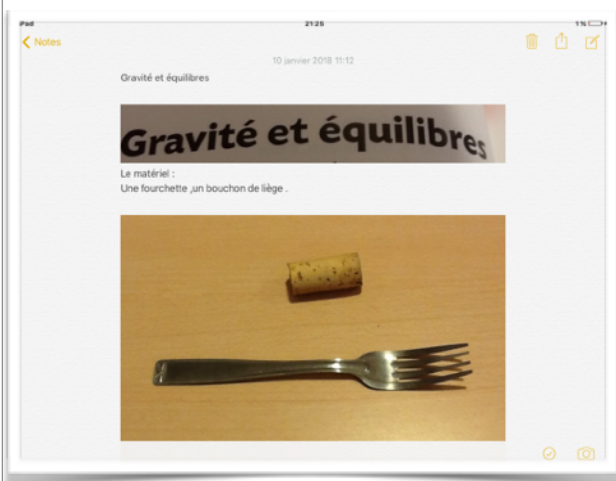 iPad 21:25 1 %
Notes
10 janvier 2018 11:12
Gravité et équilibres
Gravité et équilibres
Le matériel :
Une fourchette ,un bouchon de liège .